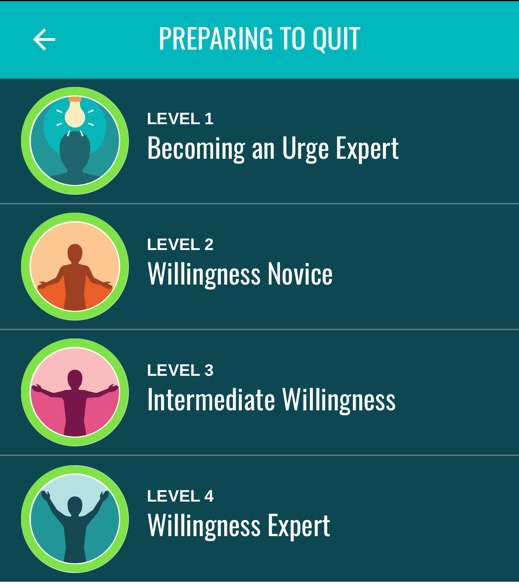 PREPARING TO QUIT
LEVEL 1
Becoming an Urge Expert
LEVEL 2
Willingness Novice
LEVEL 3
Intermediate Willingness
LEVEL 4
Willingness Expert